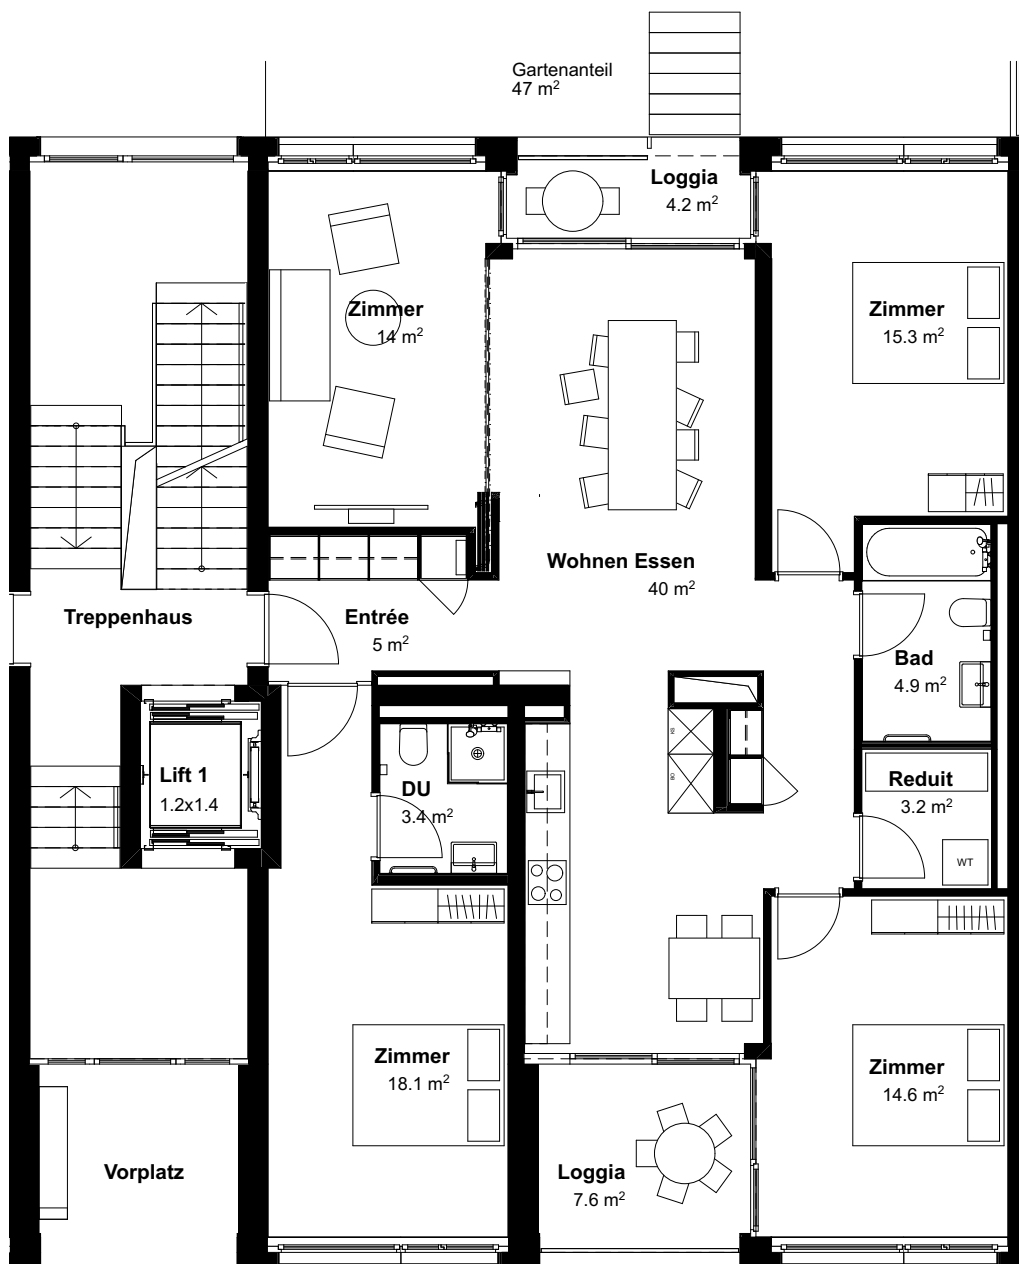 Gartenanteil
47 m²
Loggia
4.2 m²
Zimmer
14 m²
Zimmer
15.3 m²
Wohnen Essen
40 m²
Treppenhaus
Entrée
5 m²
Bad
4.9 m²
KS
BO
Lift 1
1.2x1.4
DU
3.4 m²
Reduit
3.2 m²
WT
Zimmer
18.1 m²
Zimmer
14.6 m²
Vorplatz
Loggia
7.6 m²